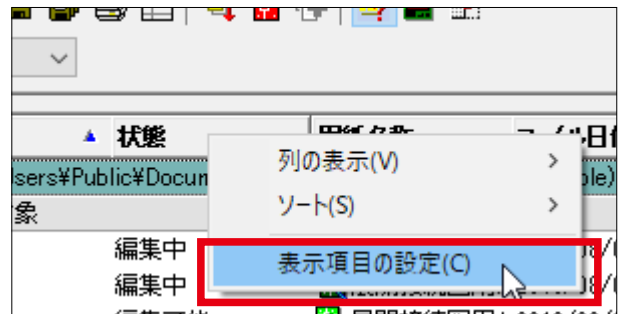 状態
列の表示(V)
sers¥Public¥Docum
ple)
ソート(S)
象
編集中
表示項目の設定(C)
編集中